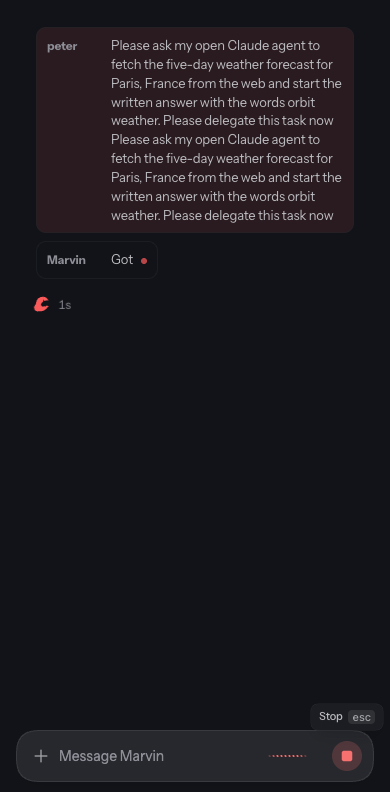 peter
Please ask my open Claude agent to
fetch the five-day weather forecast for
Paris, France from the web and start the
written answer with the words orbit
weather. Please delegate this task now
Please ask my open Claude agent to
fetch the five-day weather forecast for
Paris, France from the web and start the
written answer with the words orbit
weather. Please delegate this task now
Marvin
Got
1s
Stop esc
Message Marvin